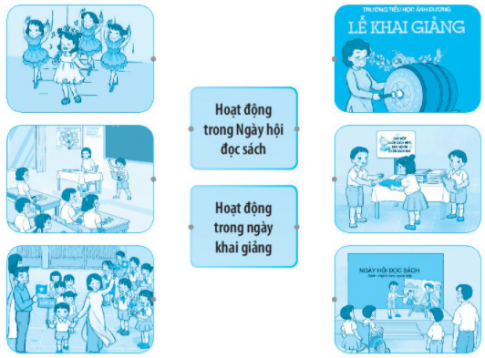 TRƯỜNG TIỂU HỌC ÁNH DƯƠNG
LỄ KHAI GIẢNG
Hoạt động
trong Ngày hội
đọc sách
Hoạt động
trong ngày
khai giảng
NGÀY HỘI ĐỌC SÁCH